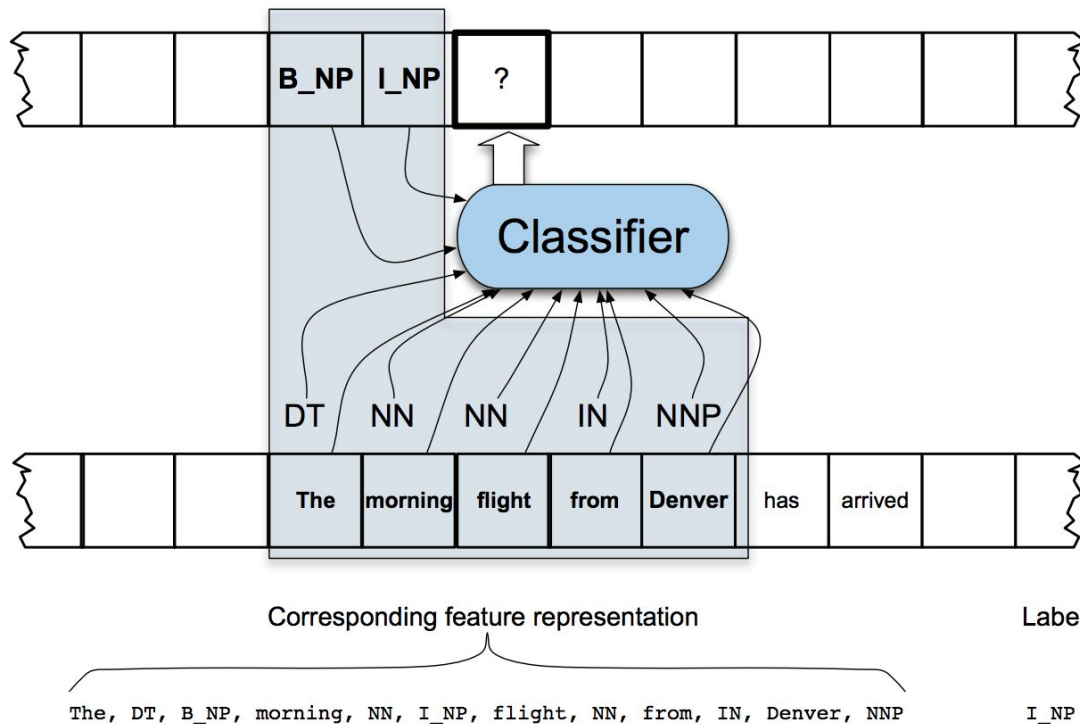 B_NP I_NP ?
Classifier
DT NN NN IN NNP
The morning flight from Denver has arrived
Corresponding feature representation Labe
The, DT, B_NP, morning, NN, I_NP, flight, NN, from, IN, Denver, NNP I_NP